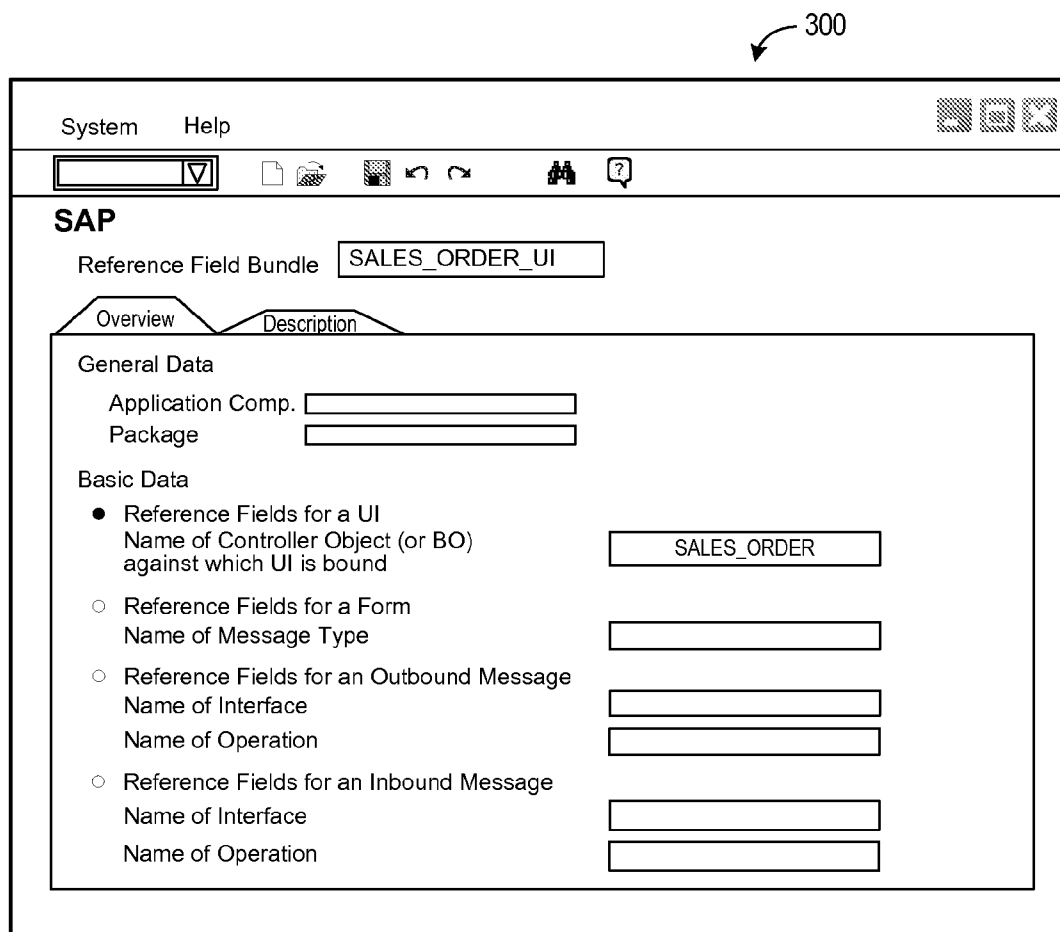 300
System Help
?
SAP
Reference Field Bundle SALES_ORDER_UI
Overview Description
General Data
Application Comp.
Package
Basic Data
Reference Fields for a UI
Name of Controller Object (or BO) SALES_ORDER
against which UI is bound
Reference Fields for a Form
Name of Message Type
Reference Fields for an Outbound Message
Name of Interface
Name of Operation
Reference Fields for an Inbound Message
Name of Interface
Name of Operation